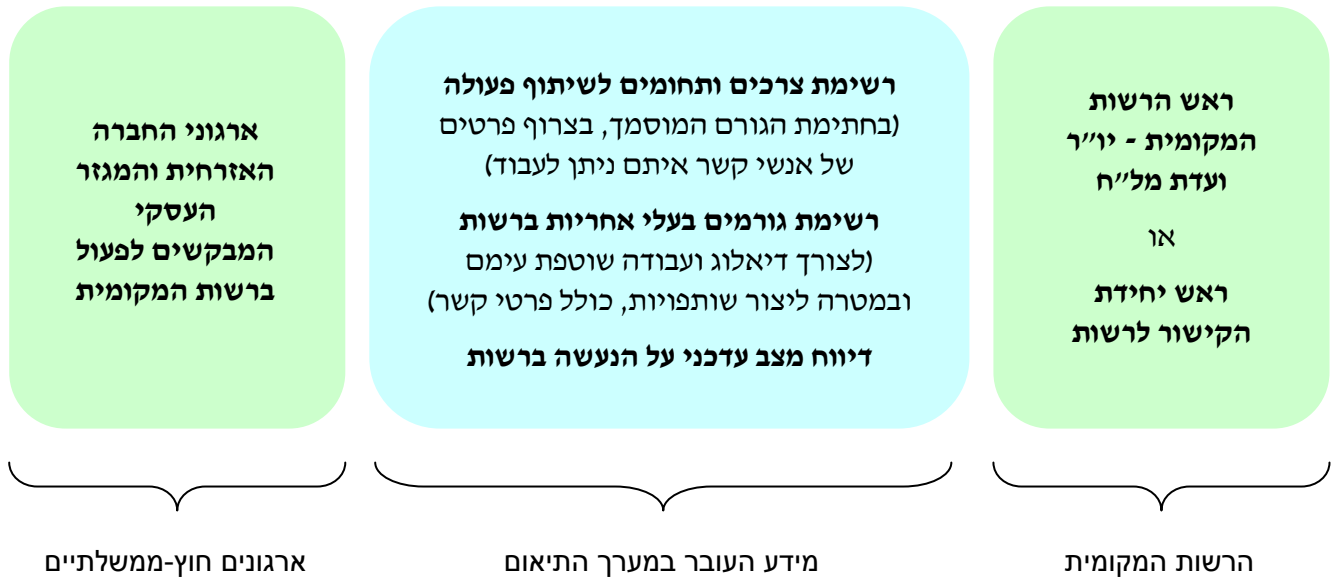 ראש הרשות
המקומית - יו״ר
ועדת מל״ח
או
ראש יחידת
הקישור לרשות
רשימת צרכים ותחומים לשיתוף פעולה
(בחתימת הגורם המוסמך, בצרוף פרטים
של אנשי קשר איתם ניתן לעבוד)
רשימת גורמים בעלי אחריות ברשות
(לצורך דיאלוג ועבודה שוטפת עימם
ובמטרה ליצור שותפויות, כולל פרטי קשר)
דיווח מצב עדכני על הנעשה ברשות
ארגוני החברה
האזרחית והמגזר
העסקי
המבקשים לפעול
ברשות המקומית
הרשות המקומית
מידע העובר במערך התיאום
ארגונים חוץ-ממשלתיים